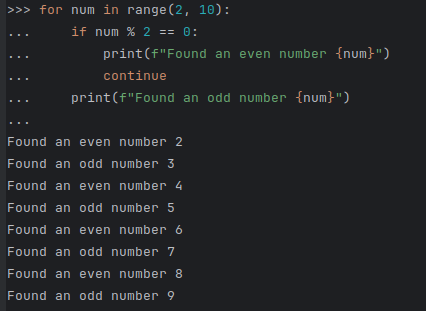 >>> for num in range(2, 10):
...     if num % 2 == 0:
...         print(f"Found an even number {num}")
...         continue
...     print(f"Found an odd number {num}")
...
Found an even number 2
Found an odd number 3
Found an even number 4
Found an odd number 5
Found an even number 6
Found an odd number 7
Found an even number 8
Found an odd number 9